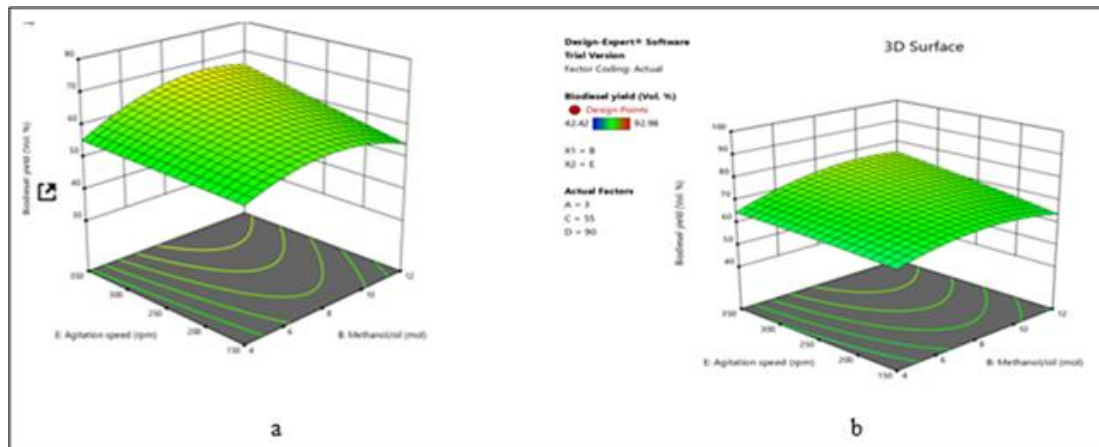 80
70
60
50
40
30
Biodiesel yield (Vol. %)
350
300
250
200
150
4
6
8
10
12
E: Agitation speed (rpm)
B: Methanol/oil (mol)
a
Design-Expert® Software
Trial Version
Factor Coding: Actual
Biodiesel yield (Vol. %)
Design Points
42.42 92.98
X1 = B
X2 = E
Actual Factors
A = 3
C = 55
D = 90
3D Surface
100
90
80
70
60
50
40
Biodiesel yield (Vol. %)
350
300
250
200
150
4
6
8
10
12
E: Agitation speed (rpm)
B: Methanol/oil (mol)
b